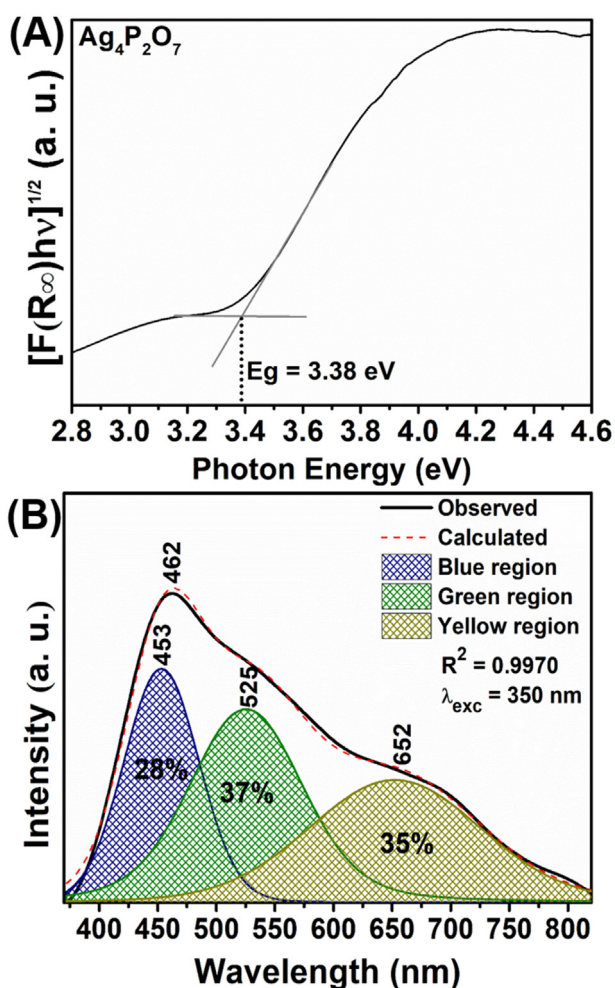 (A)
Ag₄P₂O₇
[F(R∞)hν]^1/2 (a. u.)
Eg = 3.38 eV
2.8 3.0 3.2 3.4 3.6 3.8 4.0 4.2 4.4 4.6
Photon Energy (eV)
(B)
Observed
Calculated
Blue region
Green region
Yellow region
R² = 0.9970
λexc = 350 nm
462
453
525
652
28%
37%
35%
Intensity (a. u.)
400 450 500 550 600 650 700 750 800
Wavelength (nm)